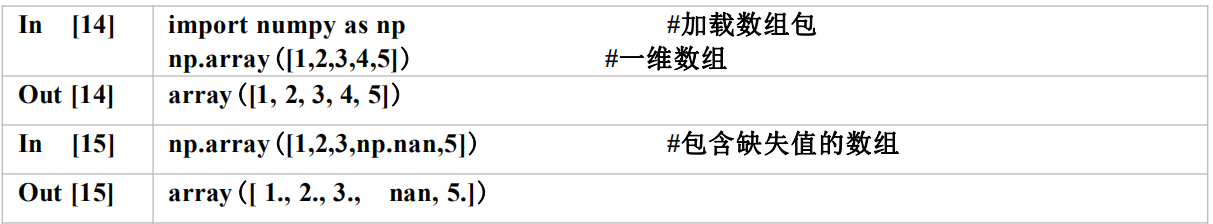 In [14] import numpy as np #加载数组包
np.array([1,2,3,4,5]) #一维数组
Out [14] array([1, 2, 3, 4, 5])
In [15] np.array([1,2,3,np.nan,5]) #包含缺失值的数组
Out [15] array([ 1., 2., 3., nan, 5.])